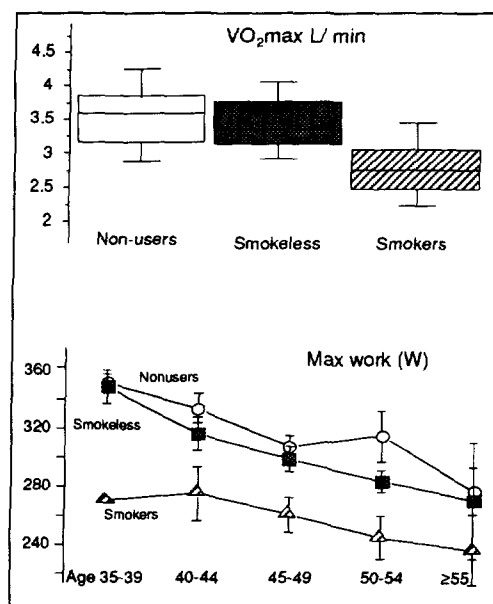 VO₂max L/ min
4.5
4
3.5
3
2.5
2
Non-users
Smokeless
Smokers
Max work (W)
360
320
280
240
Nonusers
Smokeless
Smokers
Age 35-39 40-44 45-49 50-54 ≥55